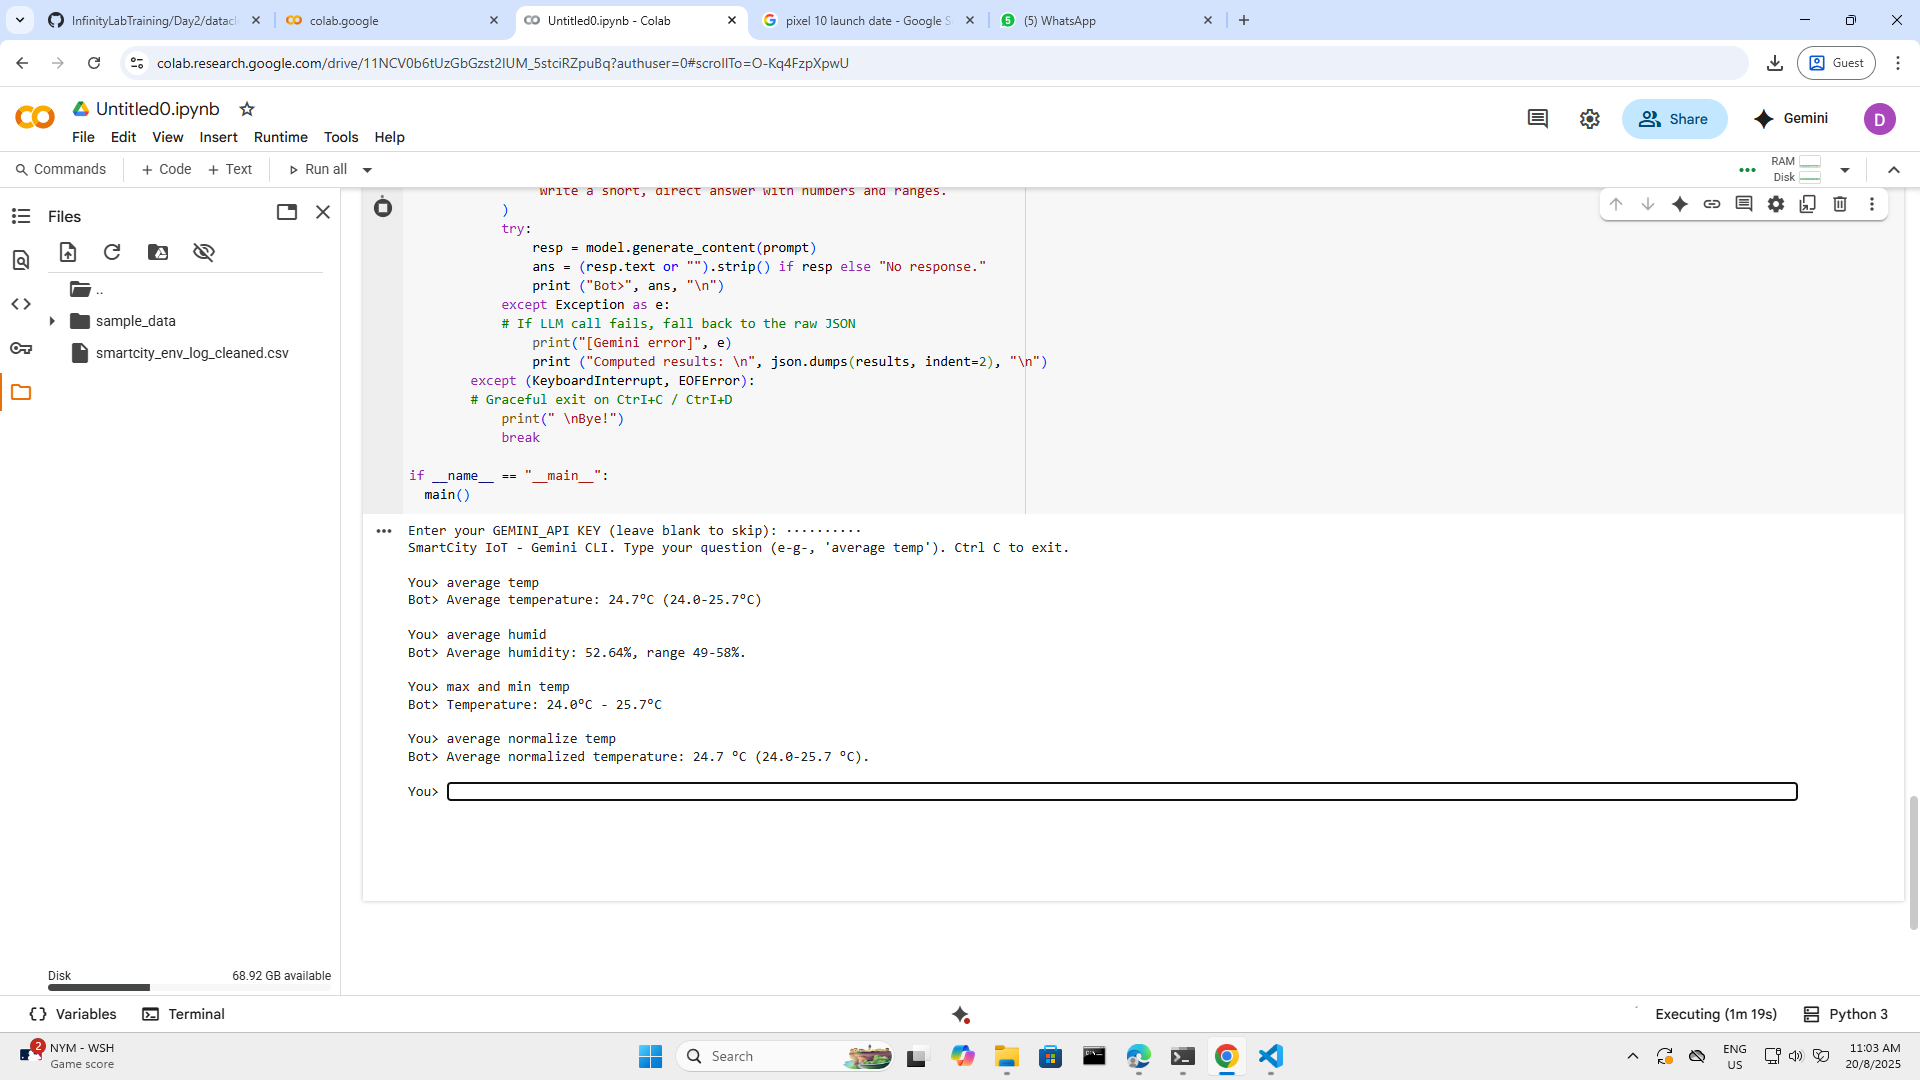 InfinityLabTraining/Day2/datacl
colab.google
Untitled0.ipynb - Colab
pixel 10 launch date - Google S
(5) WhatsApp
colab.research.google.com/drive/11NCV0b6tUzGbGzst2IUM_5stciRZpuBq?authuser=0#scrollTo=O-Kq4FzpXpwU
Guest
Untitled0.ipynb
File Edit View Insert Runtime Tools Help
Share
Gemini
D
Commands + Code + Text Run all
RAM
Disk
Files
..
sample_data
smartcity_env_log_cleaned.csv
Disk 68.92 GB available
"Write a short, direct answer with numbers and ranges."
)
try:
resp = model.generate_content(prompt)
ans = (resp.text or "").strip() if resp else "No response."
print ("Bot>", ans, "\n")
except Exception as e:
# If LLM call fails, fall back to the raw JSON
print("[Gemini error]", e)
print ("Computed results: \n", json.dumps(results, indent=2), "\n")
except (KeyboardInterrupt, EOFError):
# Graceful exit on CtrI+C / CtrI+D
print(" \nBye!")
break
if __name__ == "__main__":
main()
Enter your GEMINI_API KEY (leave blank to skip): ··········
SmartCity IoT - Gemini CLI. Type your question (e-g-, 'average temp'). Ctrl C to exit.
You> average temp
Bot> Average temperature: 24.7°C (24.0-25.7°C)
You> average humid
Bot> Average humidity: 52.64%, range 49-58%.
You> max and min temp
Bot> Temperature: 24.0°C - 25.7°C
You> average normalize temp
Bot> Average normalized temperature: 24.7 °C (24.0-25.7 °C).
You>
Variables Terminal
Executing (1m 19s) Python 3
2
NYM - WSH
Game score
Search
ENG
US
11:03 AM
20/8/2025